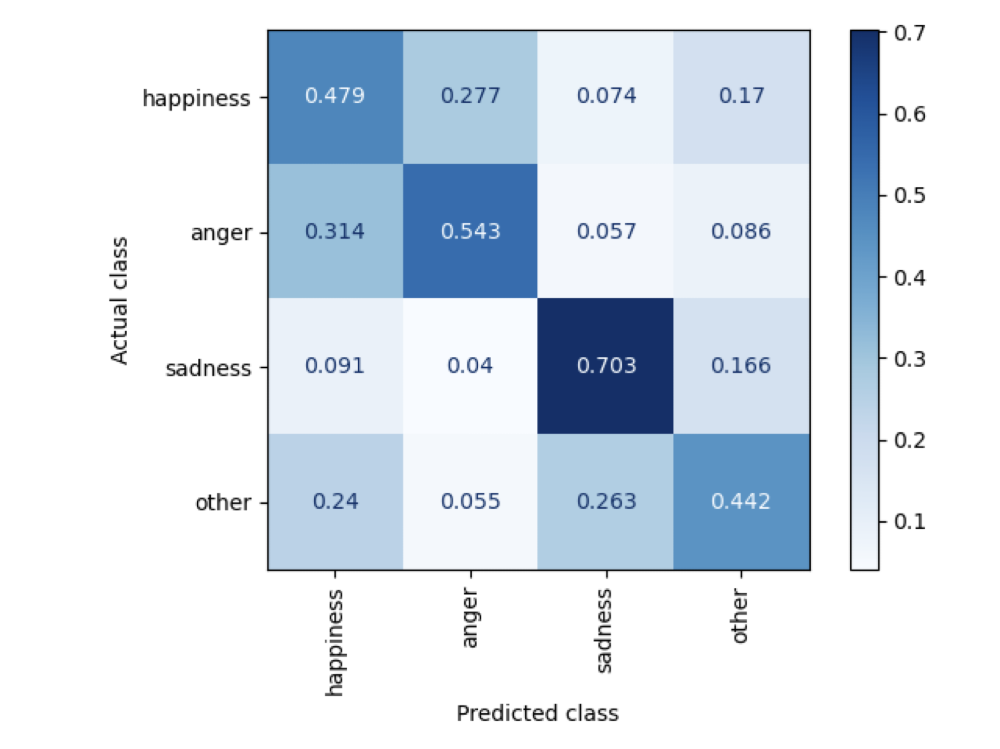 happiness 0.479 0.277 0.074 0.17
anger 0.314 0.543 0.057 0.086
sadness 0.091 0.04 0.703 0.166
other 0.24 0.055 0.263 0.442
Actual class
happiness anger sadness other
Predicted class
0.7
0.6
0.5
0.4
0.3
0.2
0.1